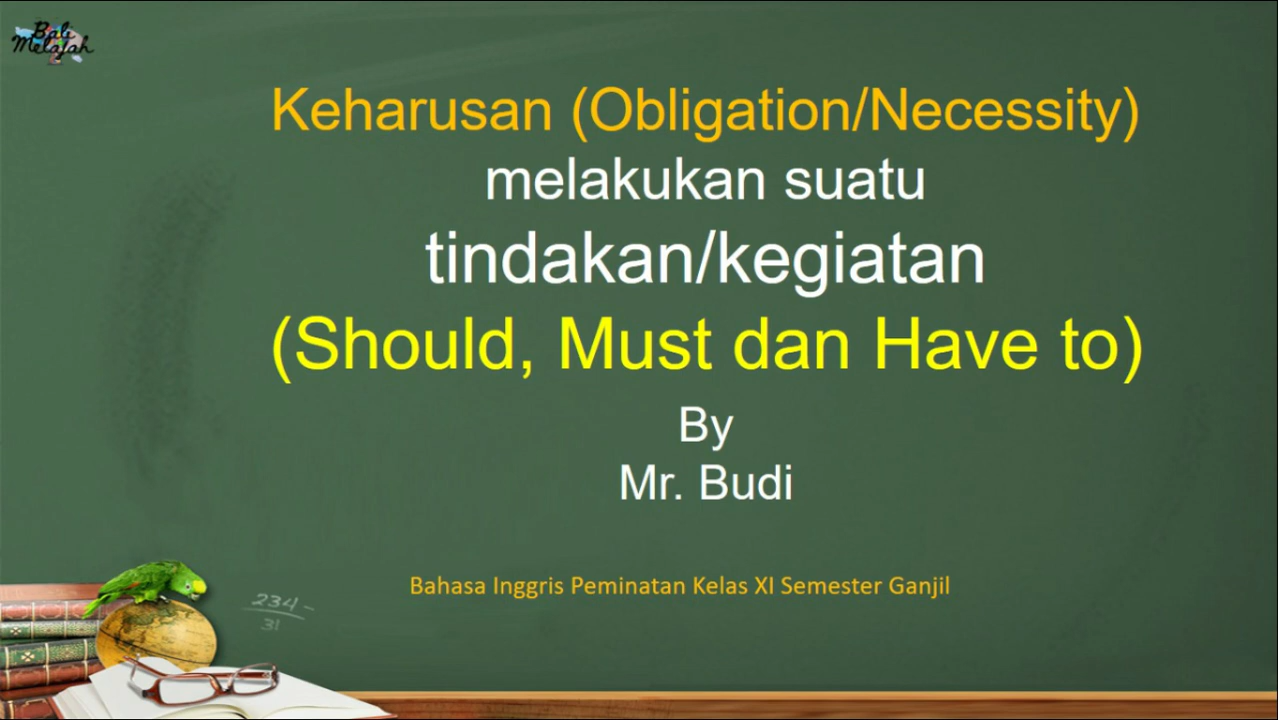 Bali
Melajah
Keharusan (Obligation/Necessity)
melakukan suatu
tindakan/kegiatan
(Should, Must dan Have to)
By
Mr. Budi
Bahasa Inggris Peminatan Kelas XI Semester Ganjil
234 -
31